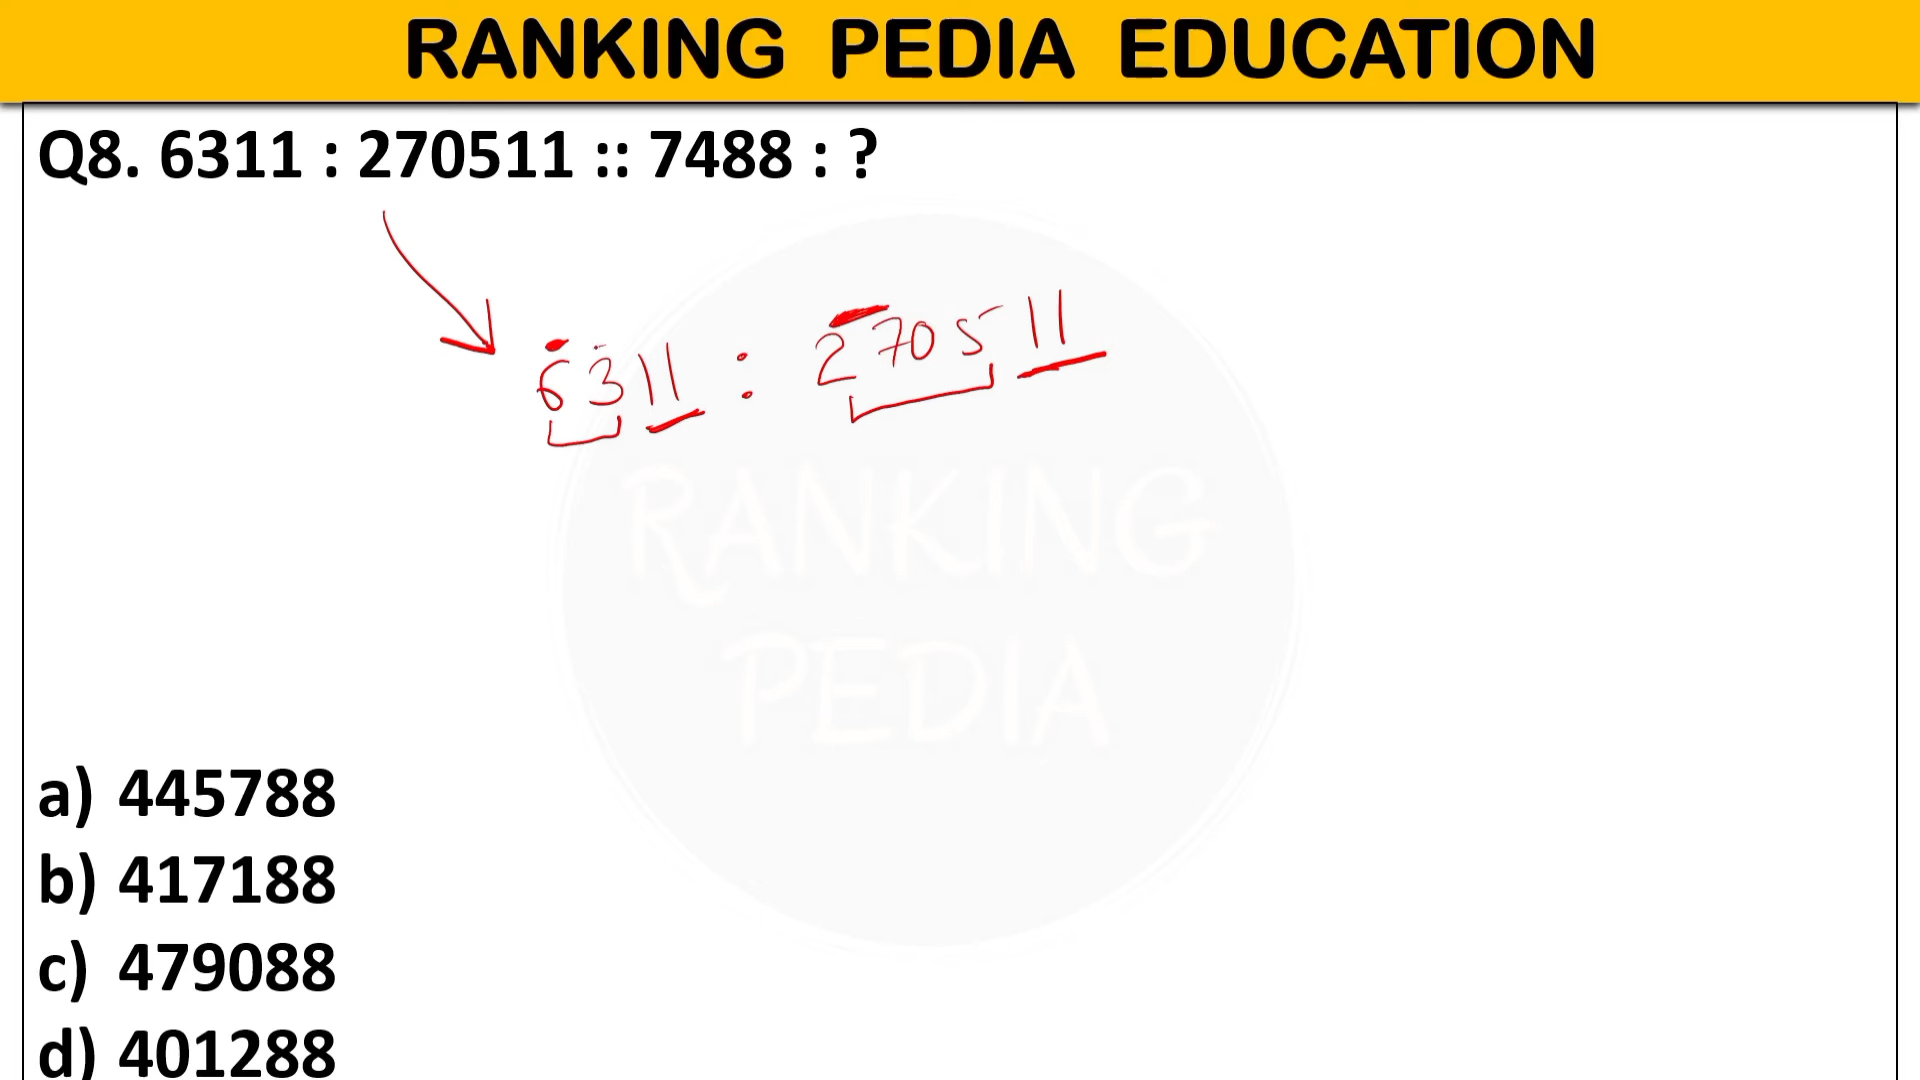 RANKING PEDIA EDUCATION
Q8. 6311 : 270511 :: 7488 : ?
6311 : 270511
RANKING
PEDIA
a) 445788
b) 417188
c) 479088
d) 401288